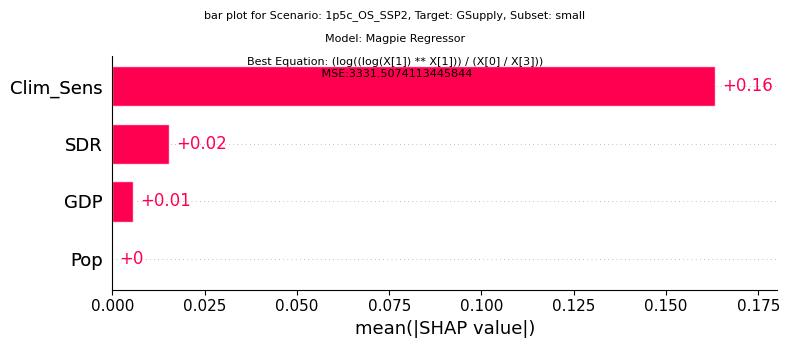 bar plot for Scenario: 1p5c_OS_SSP2, Target: GSupply, Subset: small
Model: Magpie Regressor
Best Equation: (log((log(X[1]) ** X[1])) / (X[0] / X[3]))
MSE:3331.5074113445844
Clim_Sens +0.16
SDR +0.02
GDP +0.01
Pop +0
0.000 0.025 0.050 0.075 0.100 0.125 0.150 0.175
mean(|SHAP value|)